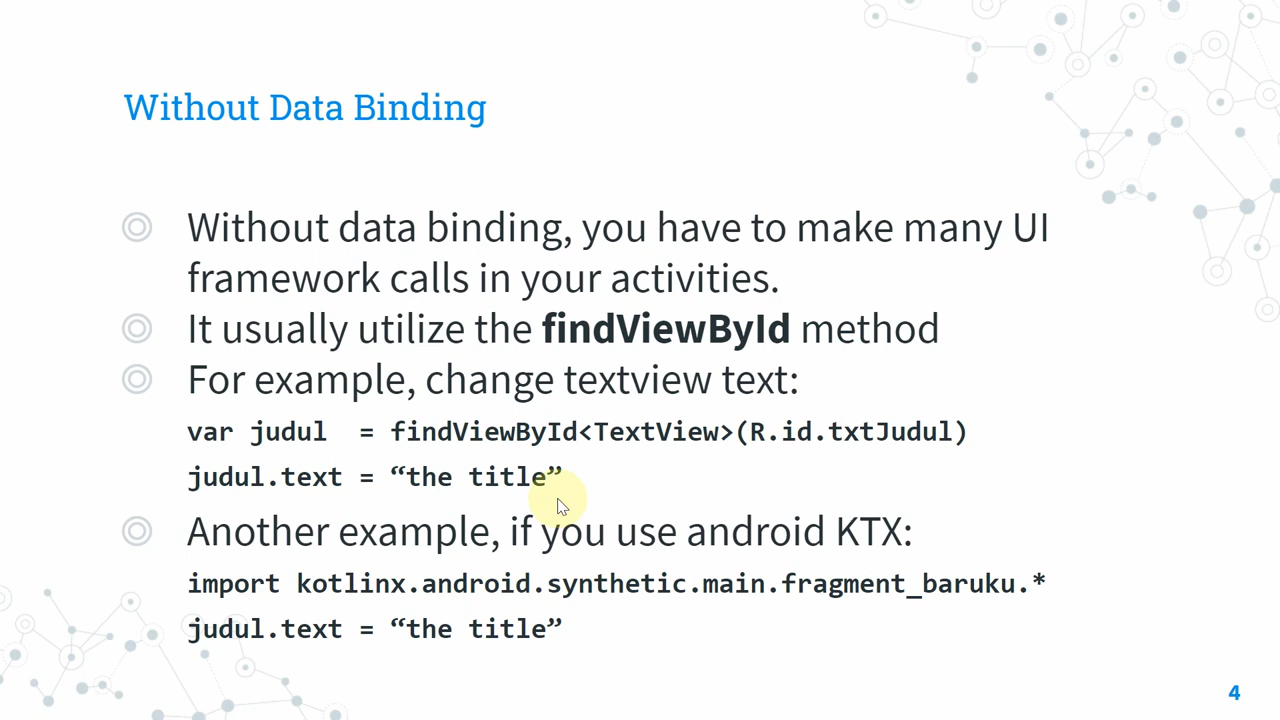 Without Data Binding
Without data binding, you have to make many UI
framework calls in your activities.
It usually utilize the findViewById method
For example, change textview text:
var judul  = findViewById<TextView>(R.id.txtJudul)
judul.text = “the title”
Another example, if you use android KTX:
import kotlinx.android.synthetic.main.fragment_baruku.*
judul.text = “the title”
4